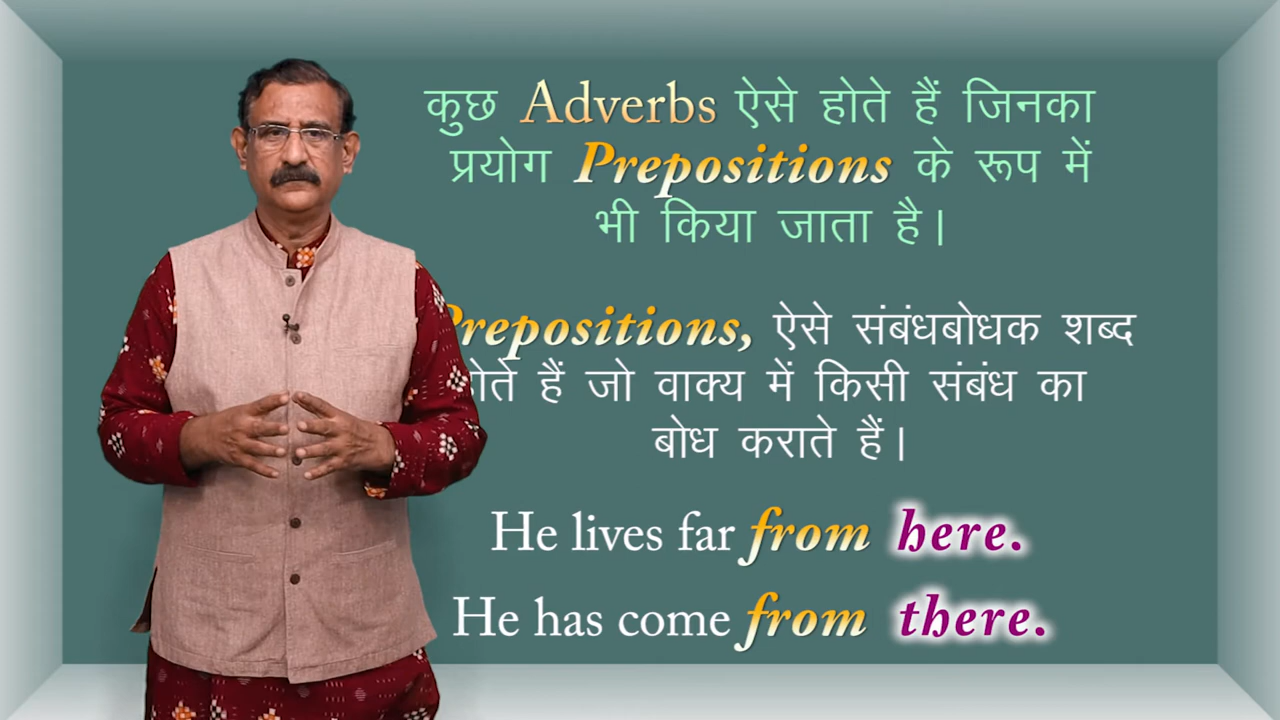 कुछ Adverbs ऐसे होते हैं जिनका
प्रयोग Prepositions के रूप में
भी किया जाता है।
Prepositions, ऐसे संबंधबोधक शब्द
होते हैं जो वाक्य में किसी संबंध का
बोध कराते हैं।
He lives far from here.
He has come from there.